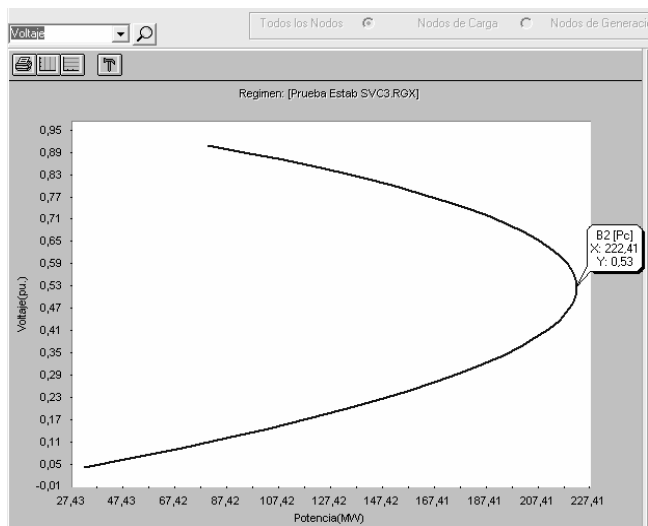 Todos los Nodos Nodos de Carga Nodos de Generació
Voltaje
Regimen: [Prueba Estab SVC3.RGX]
0,95
0,89
0,83
0,77
0,71
0,65
0,59
0,53
0,47
0,41
0,35
0,29
0,23
0,17
0,11
0,05
-0,01
Voltaje(pu.)
B2 [Pc]
X: 222,41
Y: 0,53
27,43 47,43 67,42 87,42 107,42 127,42 147,42 167,41 187,41 207,41 227,41
Potencia(MW)